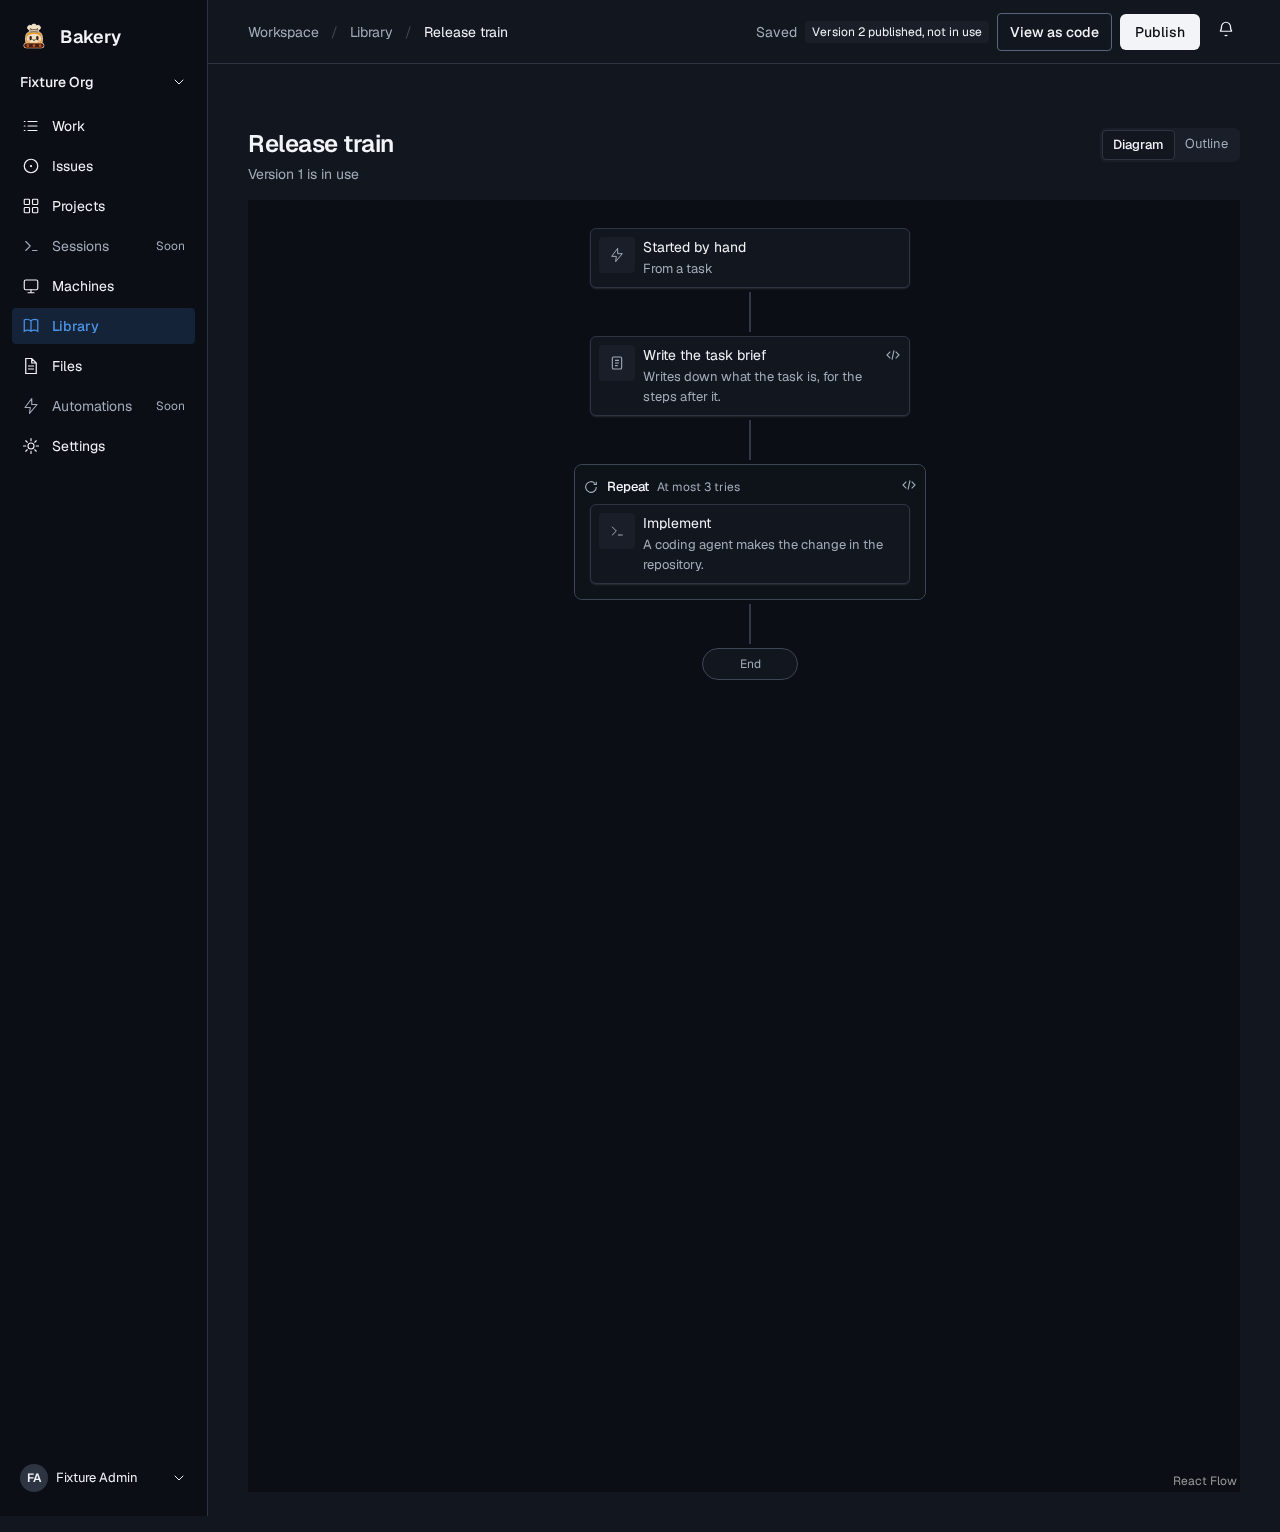 Bakery
Workspace / Library / Release train
Saved
Version 2 published, not in use
View as code
Publish
Fixture Org
Work
Issues
Projects
Sessions Soon
Machines
Library
Files
Automations Soon
Settings
Release train
Version 1 is in use
Diagram
Outline
Started by hand
From a task
Write the task brief
Writes down what the task is, for the
steps after it.
Repeat At most 3 tries
Implement
A coding agent makes the change in the
repository.
End
React Flow
FA Fixture Admin